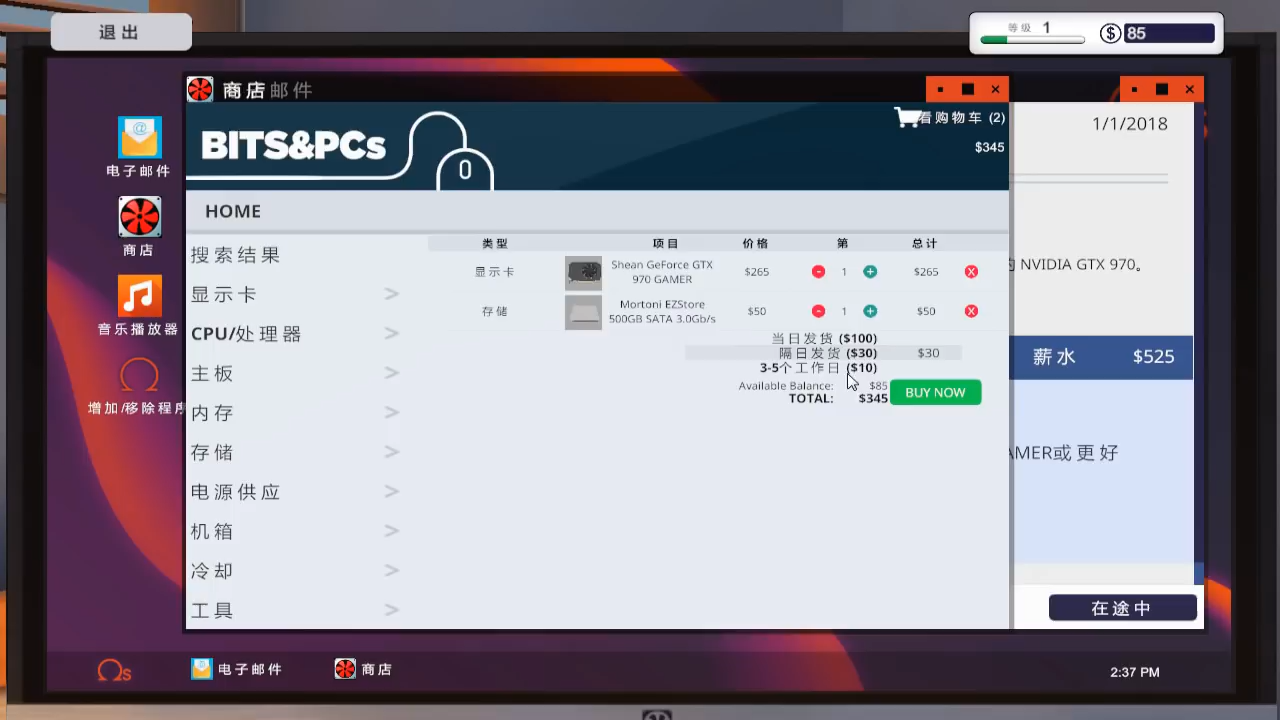 退出
等级 1
$ 85
商店邮件
看购物车 (2)
$345
BITS&PCs
1/1/2018
HOME
电子邮件
商店
音乐播放器
增加/移除程序
搜索结果
显示卡 >
CPU/处理器 >
主板 >
内存 >
存储 >
电源供应 >
机箱 >
冷却 >
工具 >
类型 项目 价格 第 总计
显示卡 Shean GeForce GTX 970 GAMER $265 1 $265
存储 Mortoni EZStore 500GB SATA 3.0Gb/s $50 1 $50
当日发货 ($100)
隔日发货 ($30) $30
3-5个工作日 ($10)
Available Balance: $85
TOTAL: $345
BUY NOW
NVIDIA GTX 970。
薪水 $525
AMER或更好
在途中
Ωs
电子邮件
商店
2:37 PM